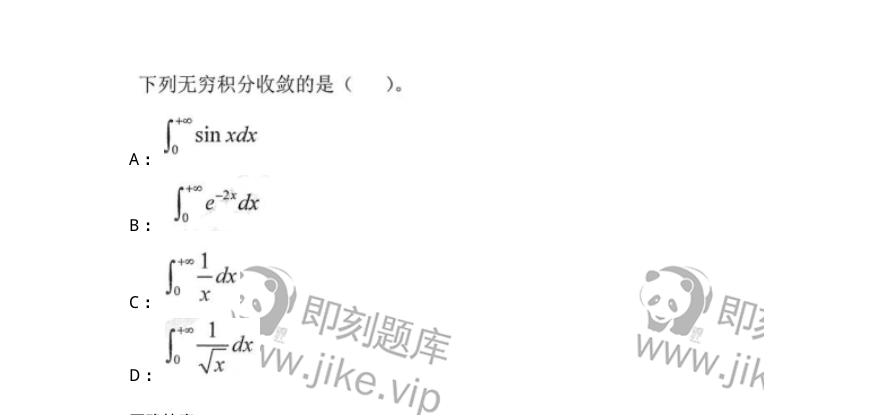 下列无穷积分收敛的是（ ）。
A： ∫₀^{+∞} sin xdx
B： ∫₀^{+∞} e^{-2x} dx
C： ∫₀^{+∞} 1/x dx
D： ∫₀^{+∞} 1/√x dx
即刻题库
www.jike.vip
即
www.jik